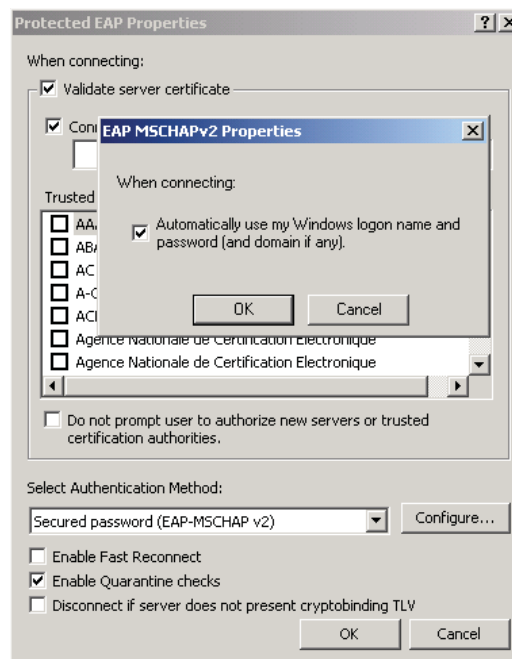 Protected EAP Properties
When connecting:
Validate server certificate
EAP MSCHAPv2 Properties
When connecting:
Automatically use my Windows logon name and
password (and domain if any).
OK
Cancel
Trusted
AC
Agence Nationale de Certification Electronique
Agence Nationale de Certification Electronique
Do not prompt user to authorize new servers or trusted
certification authorities.
Select Authentication Method:
Secured password (EAP-MSCHAP v2)
Configure...
Enable Fast Reconnect
Enable Quarantine checks
Disconnect if server does not present cryptobinding TLV
OK
Cancel